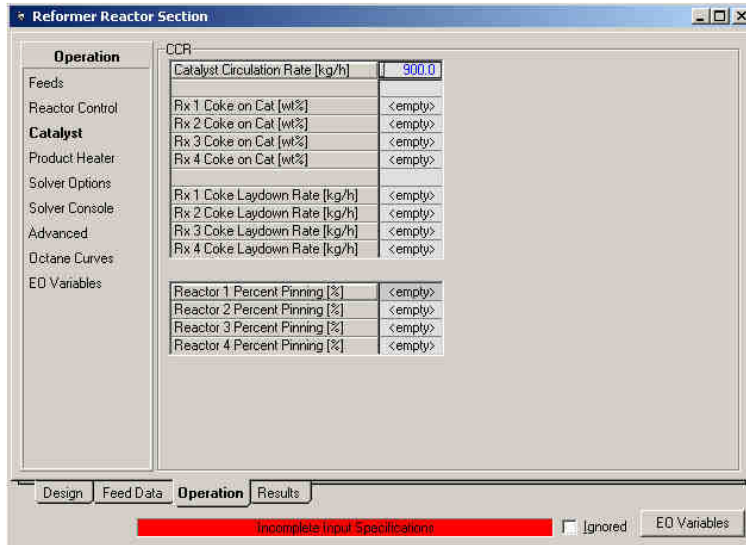 Reformer Reactor Section
Operation
Feeds
Reactor Control
Catalyst
Product Heater
Solver Options
Solver Console
Advanced
Octane Curves
EO Variables
CCR
Catalyst Circulation Rate [kg/h] 900.0
Rx 1 Coke on Cat [wt%] <empty>
Rx 2 Coke on Cat [wt%] <empty>
Rx 3 Coke on Cat [wt%] <empty>
Rx 4 Coke on Cat [wt%] <empty>
Rx 1 Coke Laydown Rate [kg/h] <empty>
Rx 2 Coke Laydown Rate [kg/h] <empty>
Rx 3 Coke Laydown Rate [kg/h] <empty>
Rx 4 Coke Laydown Rate [kg/h] <empty>
Reactor 1 Percent Pinning [%] <empty>
Reactor 2 Percent Pinning [%] <empty>
Reactor 3 Percent Pinning [%] <empty>
Reactor 4 Percent Pinning [%] <empty>
Design Feed Data Operation Results
Incomplete Input Specifications Ignored EO Variables